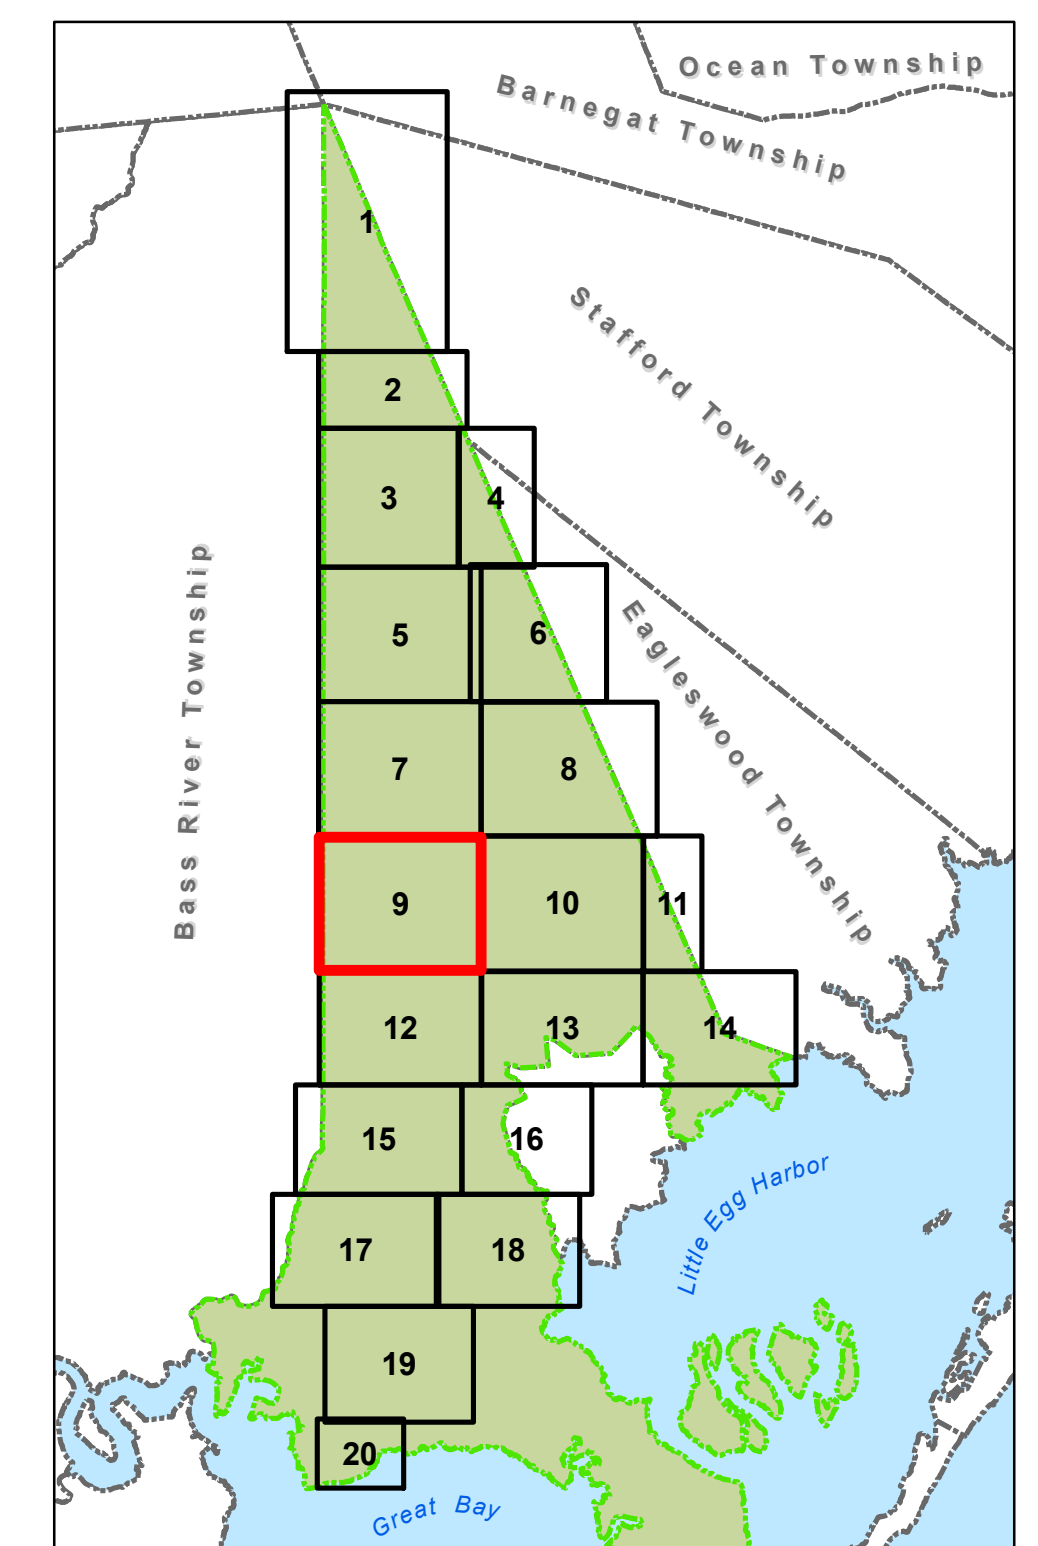 Ocean Township
Barnegat Township
1
Stafford Township
2
3
4
Bass River Township
5
6
Eagleswood Township
7
8
9
10
11
12
13
14
15
16
Little Egg Harbor
17
18
19
20
Great Bay